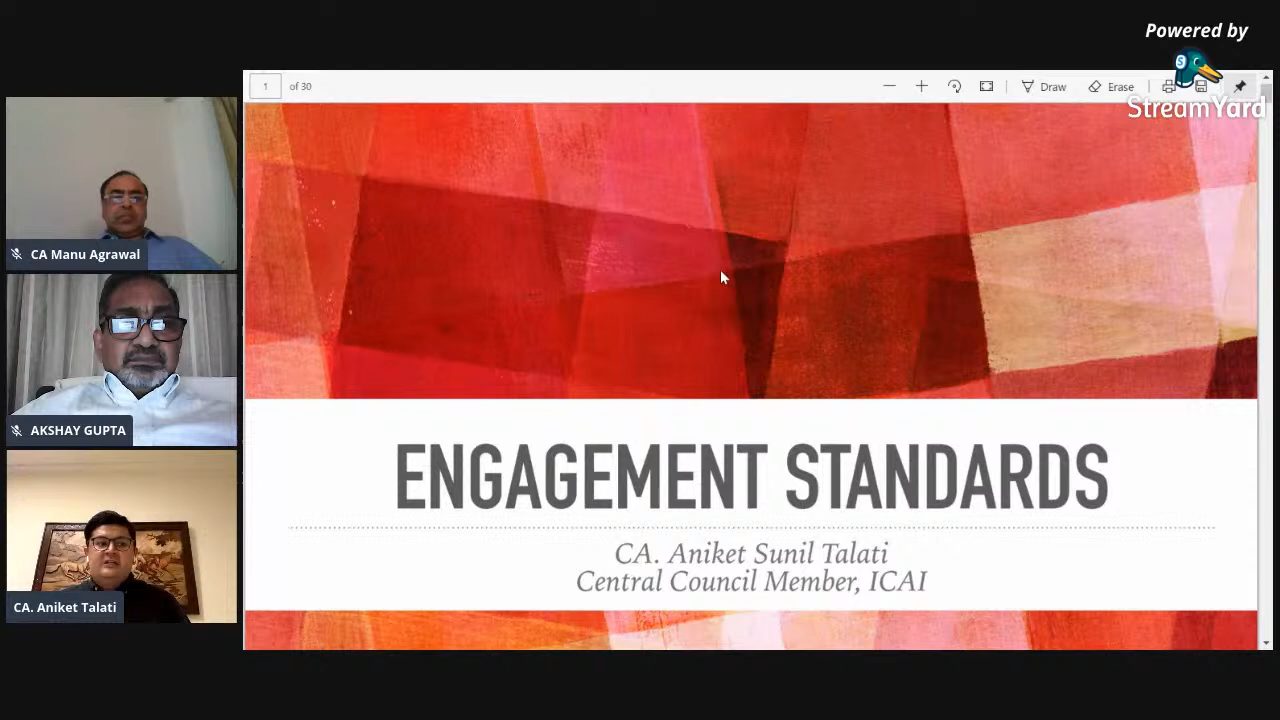 Powered by
StreamYard
1 of 30
Draw
Erase
CA Manu Agrawal
AKSHAY GUPTA
CA. Aniket Talati
ENGAGEMENT STANDARDS
CA. Aniket Sunil Talati
Central Council Member, ICAI